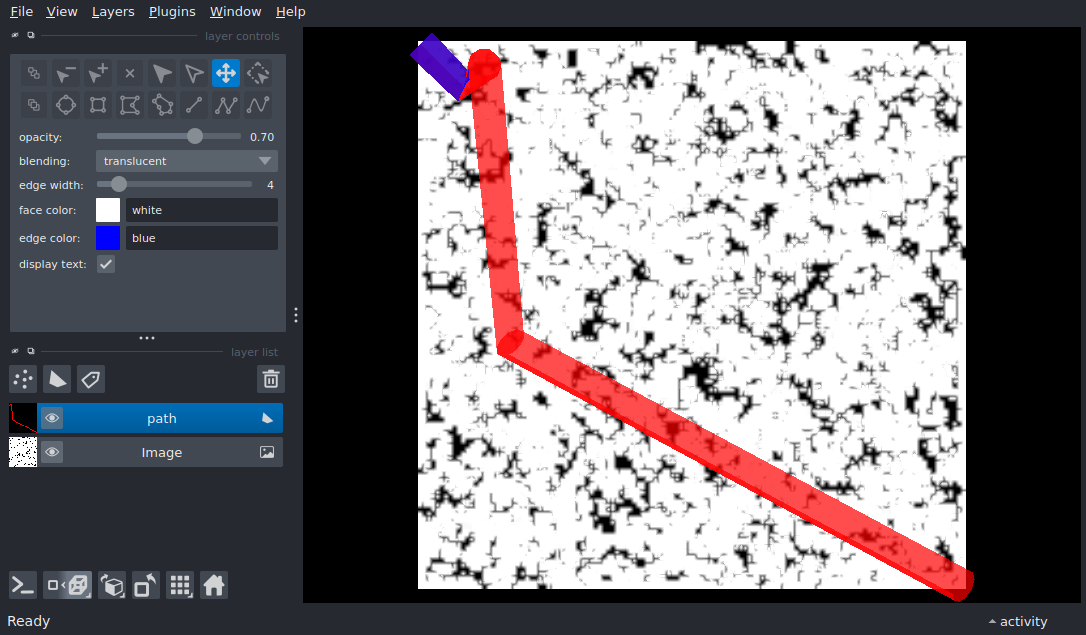 File View Layers Plugins Window Help
layer controls
opacity: 0.70
blending: translucent
edge width: 4
face color: white
edge color: blue
display text:
layer list
path
Image
Ready
activity